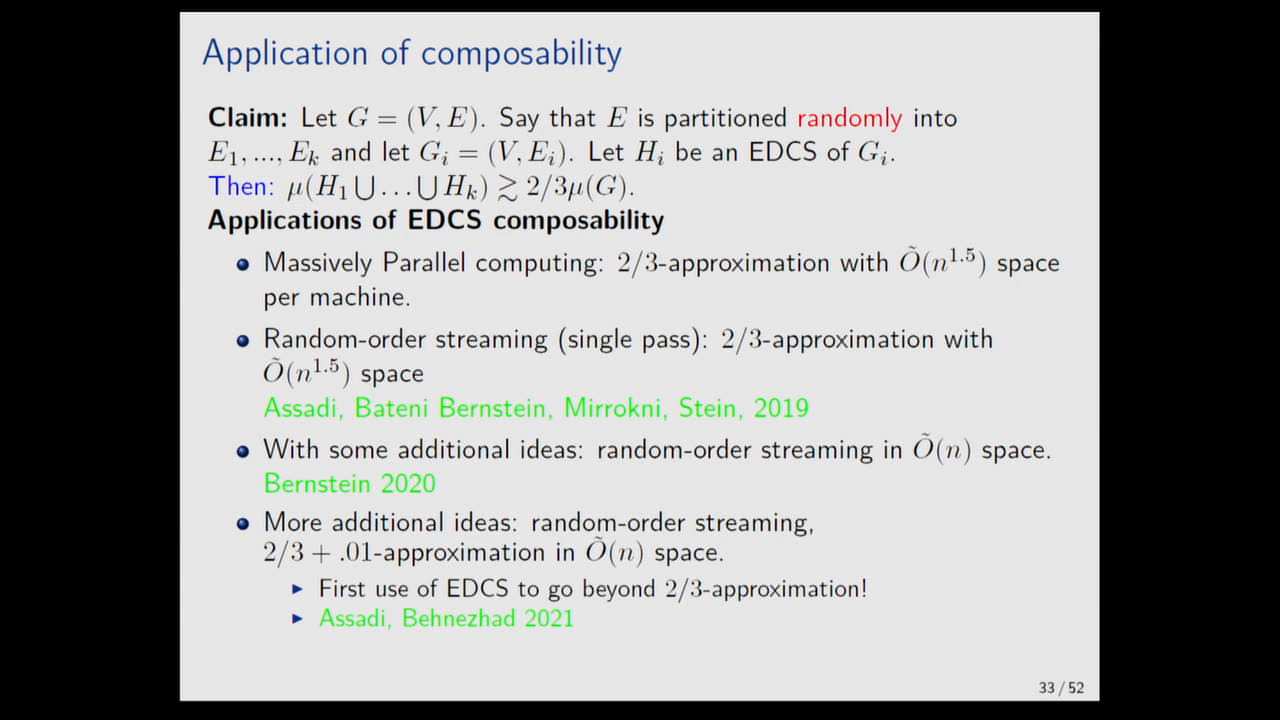 Application of composability
Claim: Let G = (V, E). Say that E is partitioned randomly into
E₁, ..., Eₖ and let Gᵢ = (V, Eᵢ). Let Hᵢ be an EDCS of Gᵢ.
Then: μ(H₁ ⋃ … ⋃ Hₖ) ≳ 2/3μ(G).
Applications of EDCS composability
Massively Parallel computing: 2/3-approximation with Õ(n^1.5) space
per machine.
Random-order streaming (single pass): 2/3-approximation with
Õ(n^1.5) space
Assadi, Bateni Bernstein, Mirrokni, Stein, 2019
With some additional ideas: random-order streaming in Õ(n) space.
Bernstein 2020
More additional ideas: random-order streaming,
2/3 + .01-approximation in Õ(n) space.
First use of EDCS to go beyond 2/3-approximation!
Assadi, Behnezhad 2021
33 / 52